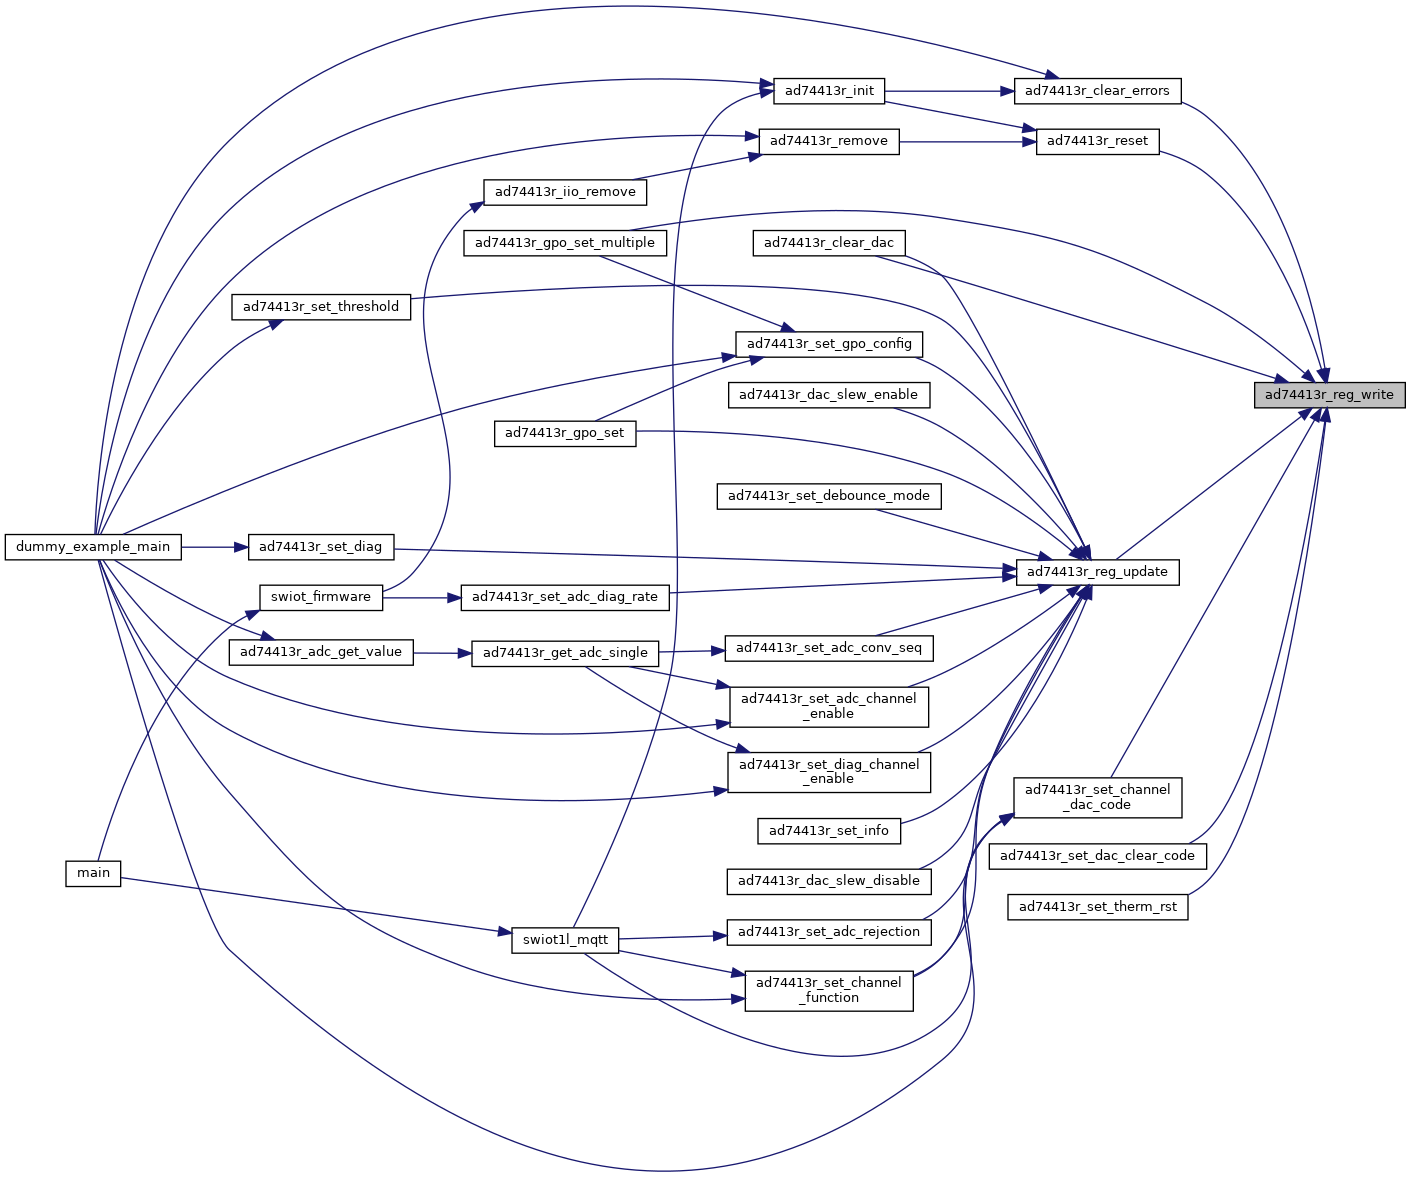 ad74413r_init
ad74413r_clear_errors
ad74413r_remove
ad74413r_reset
ad74413r_iio_remove
ad74413r_gpo_set_multiple
ad74413r_clear_dac
ad74413r_set_threshold
ad74413r_set_gpo_config
ad74413r_dac_slew_enable
ad74413r_reg_write
ad74413r_gpo_set
ad74413r_set_debounce_mode
dummy_example_main
ad74413r_set_diag
ad74413r_reg_update
swiot_firmware
ad74413r_set_adc_diag_rate
ad74413r_adc_get_value
ad74413r_get_adc_single
ad74413r_set_adc_conv_seq
ad74413r_set_adc_channel
_enable
ad74413r_set_diag_channel
_enable
ad74413r_set_channel
_dac_code
ad74413r_set_info
ad74413r_set_dac_clear_code
main
ad74413r_dac_slew_disable
ad74413r_set_therm_rst
swiot1l_mqtt
ad74413r_set_adc_rejection
ad74413r_set_channel
_function